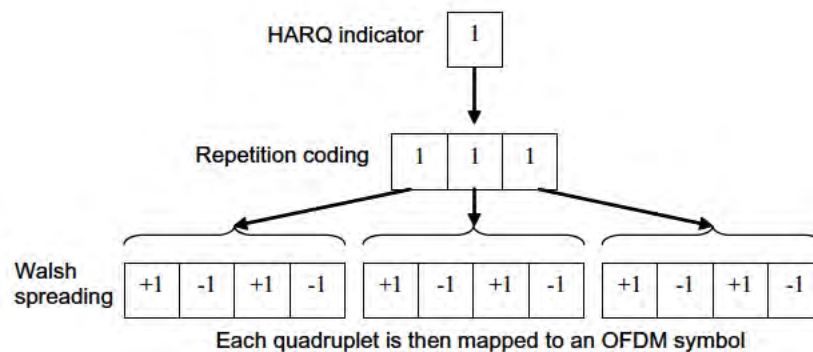 HARQ indicator 1
Repetition coding 1 1 1
Walsh
spreading
+1 -1 +1 -1 +1 -1 +1 -1 +1 -1 +1 -1
Each quadruplet is then mapped to an OFDM symbol